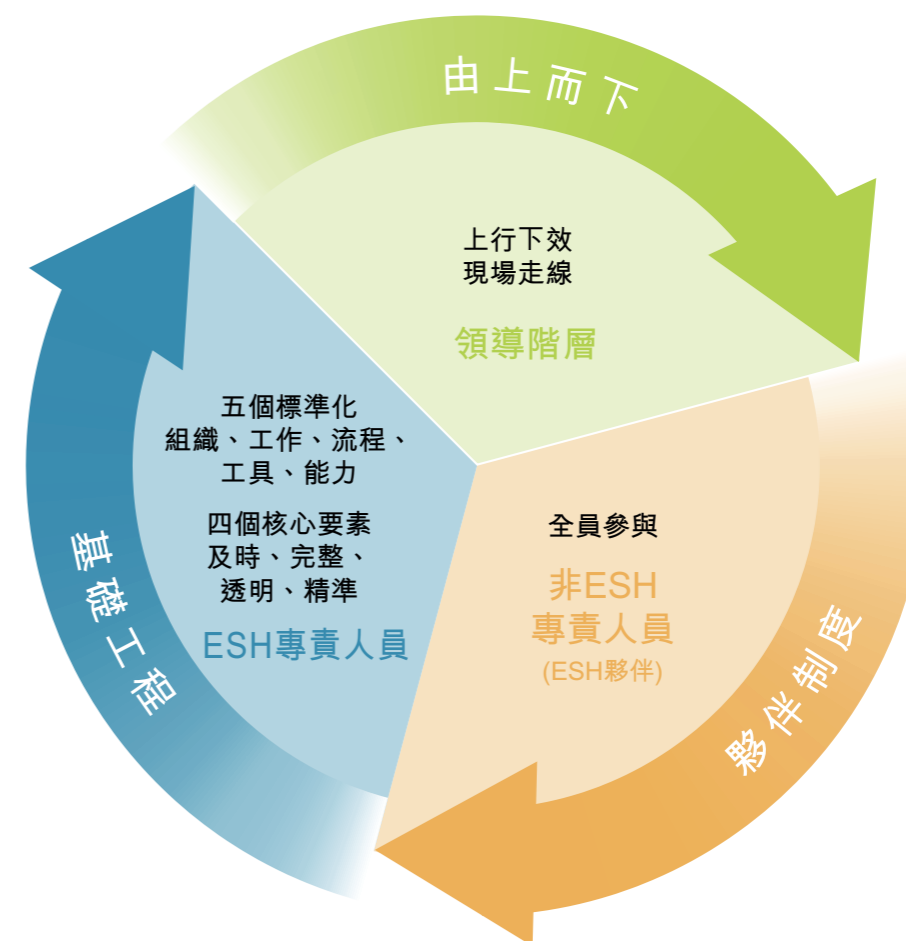 由上而下
上行下效
現場走線
領導階層
五個標準化
組織、工作、流程、
工具、能力
四個核心要素
及時、完整、
透明、精準
ESH專責人員
基礎工程
全員參與
非ESH
專責人員
(ESH夥伴)
夥伴制度